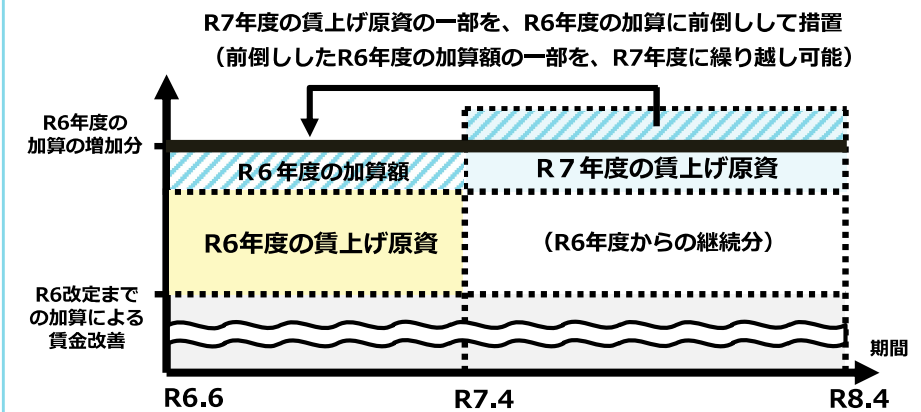 R7年度の賃上げ原資の一部を、R6年度の加算に前倒しして措置
（前倒ししたR6年度の加算額の一部を、R7年度に繰り越し可能）
R6年度の
加算の増加分
R６年度の加算額
R７年度の賃上げ原資
R6年度の賃上げ原資
（R6年度からの継続分）
R6改定まで
の加算による
賃金改善
期間
R6.6
R7.4
R8.4